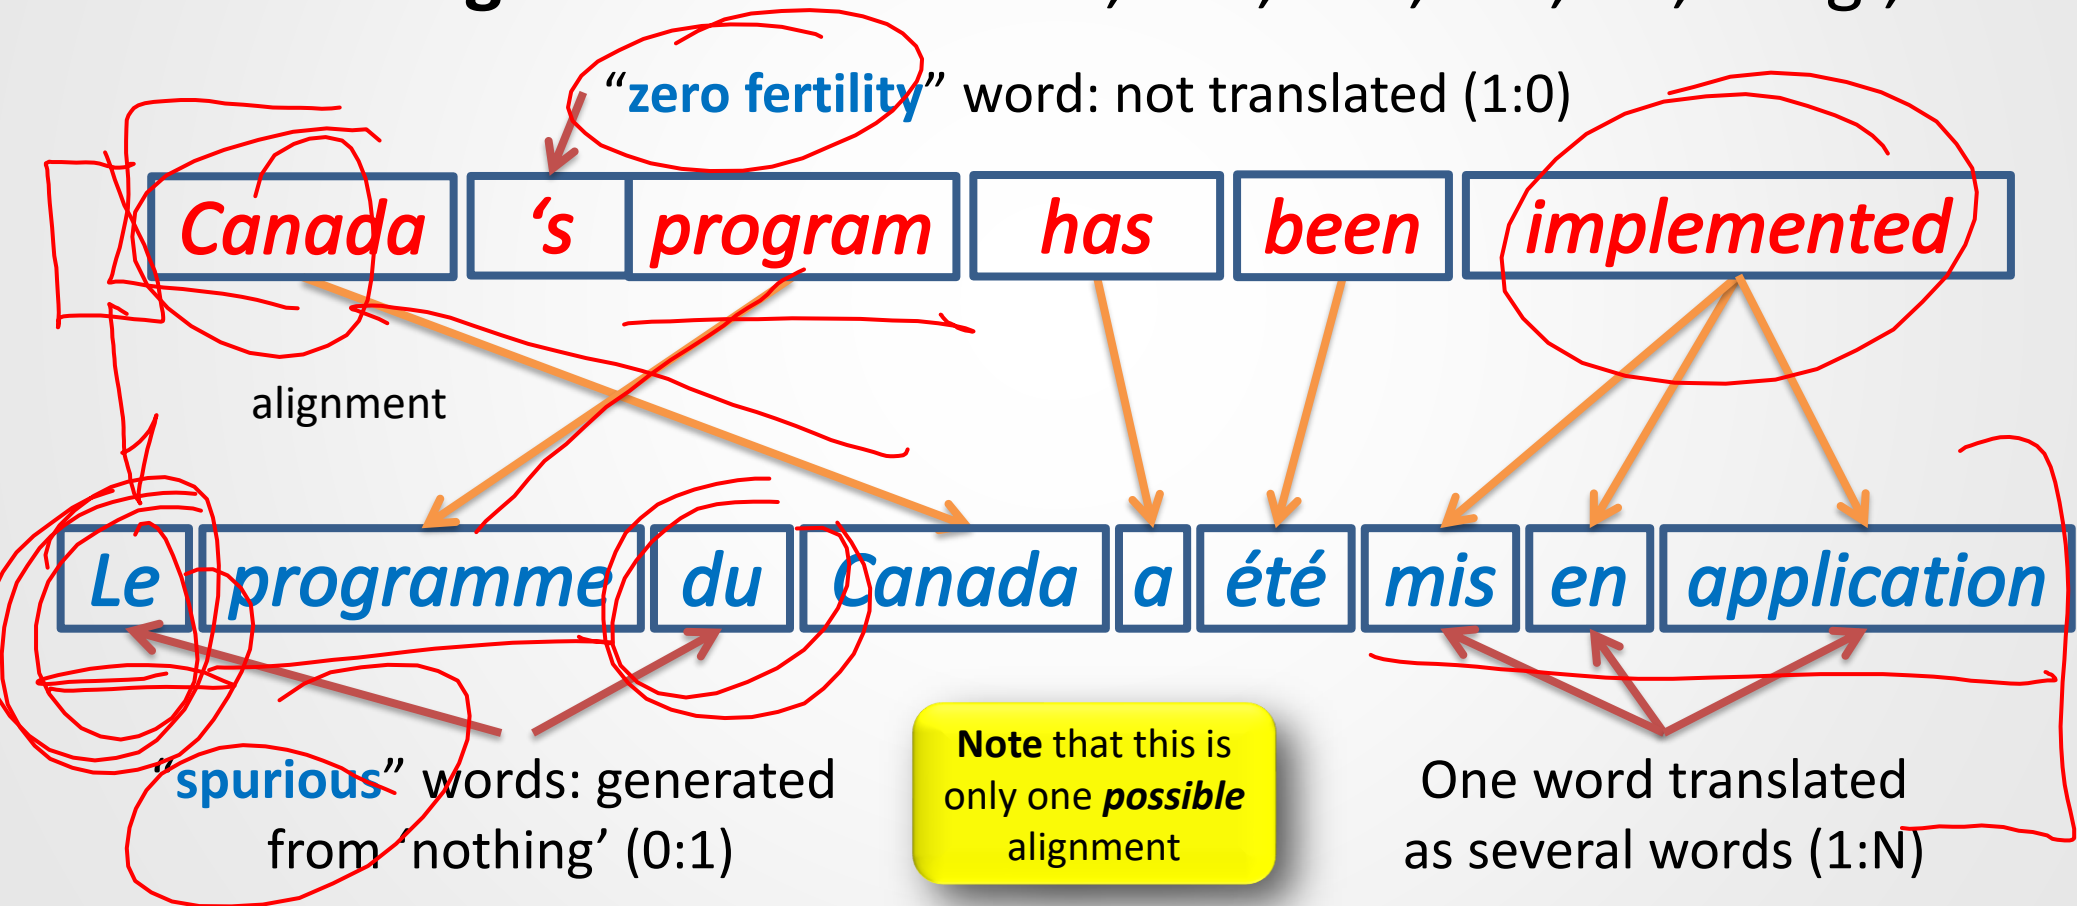 “zero fertility” word: not translated (1:0)
Canada ‘s program has been implemented
alignment
Le programme du Canada a été mis en application
“spurious” words: generated
from ‘nothing’ (0:1)
Note that this is
only one possible
alignment
One word translated
as several words (1:N)